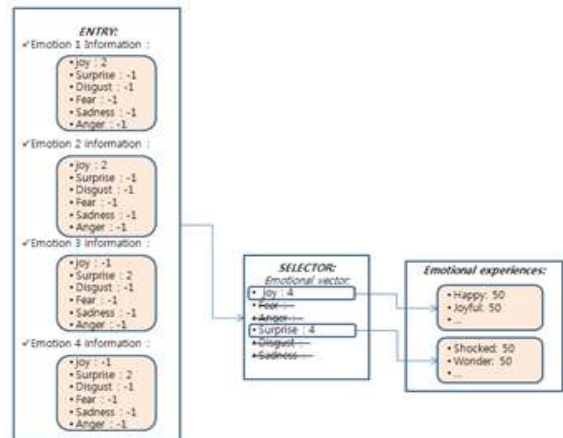 ENTRY:
✓Emotion 1 Information :
• joy : 2
• Surprise : -1
• Disgust : -1
• Fear : -1
• Sadness : -1
• Anger : -1
✓Emotion 2 information :
• joy : 2
• Surprise : -1
• Disgust : -1
• Fear : -1
• Sadness : -1
• Anger : -1
✓Emotion 3 information :
• joy : -1
• Surprise : 2
• Disgust : -1
• Fear : -1
• Sadness : -1
• Anger : -1
✓Emotion 4 information :
• joy : -1
• Surprise : 2
• Disgust : -1
• Fear : -1
• Sadness : -1
• Anger : -1
SELECTOR:
Emotional vector:
• Joy : 4
• Fear : -
• Anger : -
• Surprise : 4
• Disgust : -
• Sadness : -
Emotional experiences:
• Happy: 50
• Joyful: 50
• ...
• Shocked: 50
• Wonder: 50
• ...